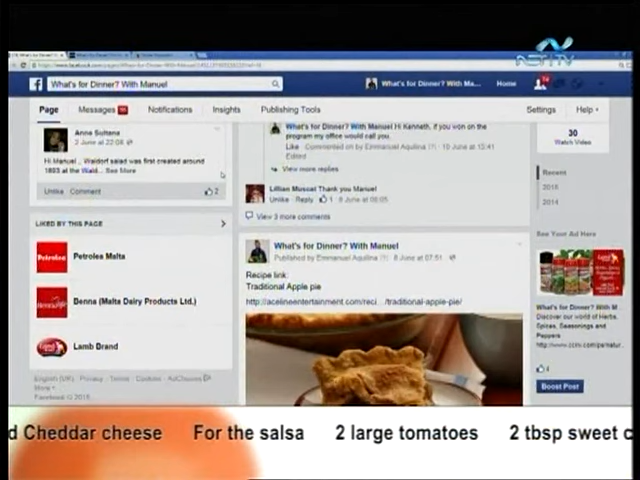 NET TV
What's for Dinner? With Manuel
What's for Dinner? With Ma...
Home
Page
Messages
Notifications
Insights
Publishing Tools
Settings
Help
Anne Sultana
2 June at 22:08
Hi Manuel.. Waldorf salad was first created around
1893 at the Wald... See More
Unlike Comment
2
LIKED BY THIS PAGE
Petrolea Malta
Benna (Malta Dairy Products Ltd.)
Lamb Brand
English (UK) · Privacy · Terms · Cookies · AdChoices
More
Facebook © 2015
What's for Dinner? With Manuel Hi Kenneth, if you won on the
program my office would call you.
Like · Commented on by Emmanuel Aquilina
10 June at 13:41
Edited
View more replies
Lillian Muscat Thank you Manuel
Unlike · Reply · 1 · 8 June at 08:05
View 3 more comments
What's for Dinner? With Manuel
Published by Emmanuel Aquilina
8 June at 07:51
Recipe link:
Traditional Apple pie
http://acelineentertainment.com/reci.../traditional-apple-pie/
30
Watch Video
Recent
2015
2014
See Your Ad Here
What's for Dinner? With M...
Discover our world of Herbs,
Spices, Seasonings and
Peppers
Boost Post
d Cheddar cheese For the salsa 2 large tomatoes 2 tbsp sweet c